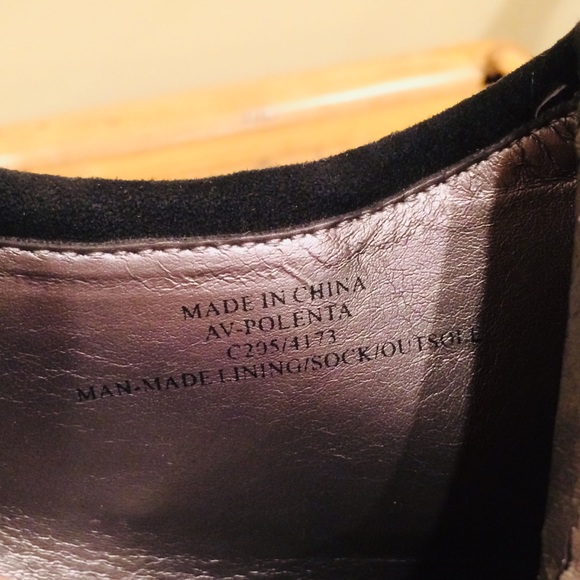 MADE IN CHINA
AV-POLENTA
C295/4173
MAN-MADE LINING/SOCK/OUTSOLE